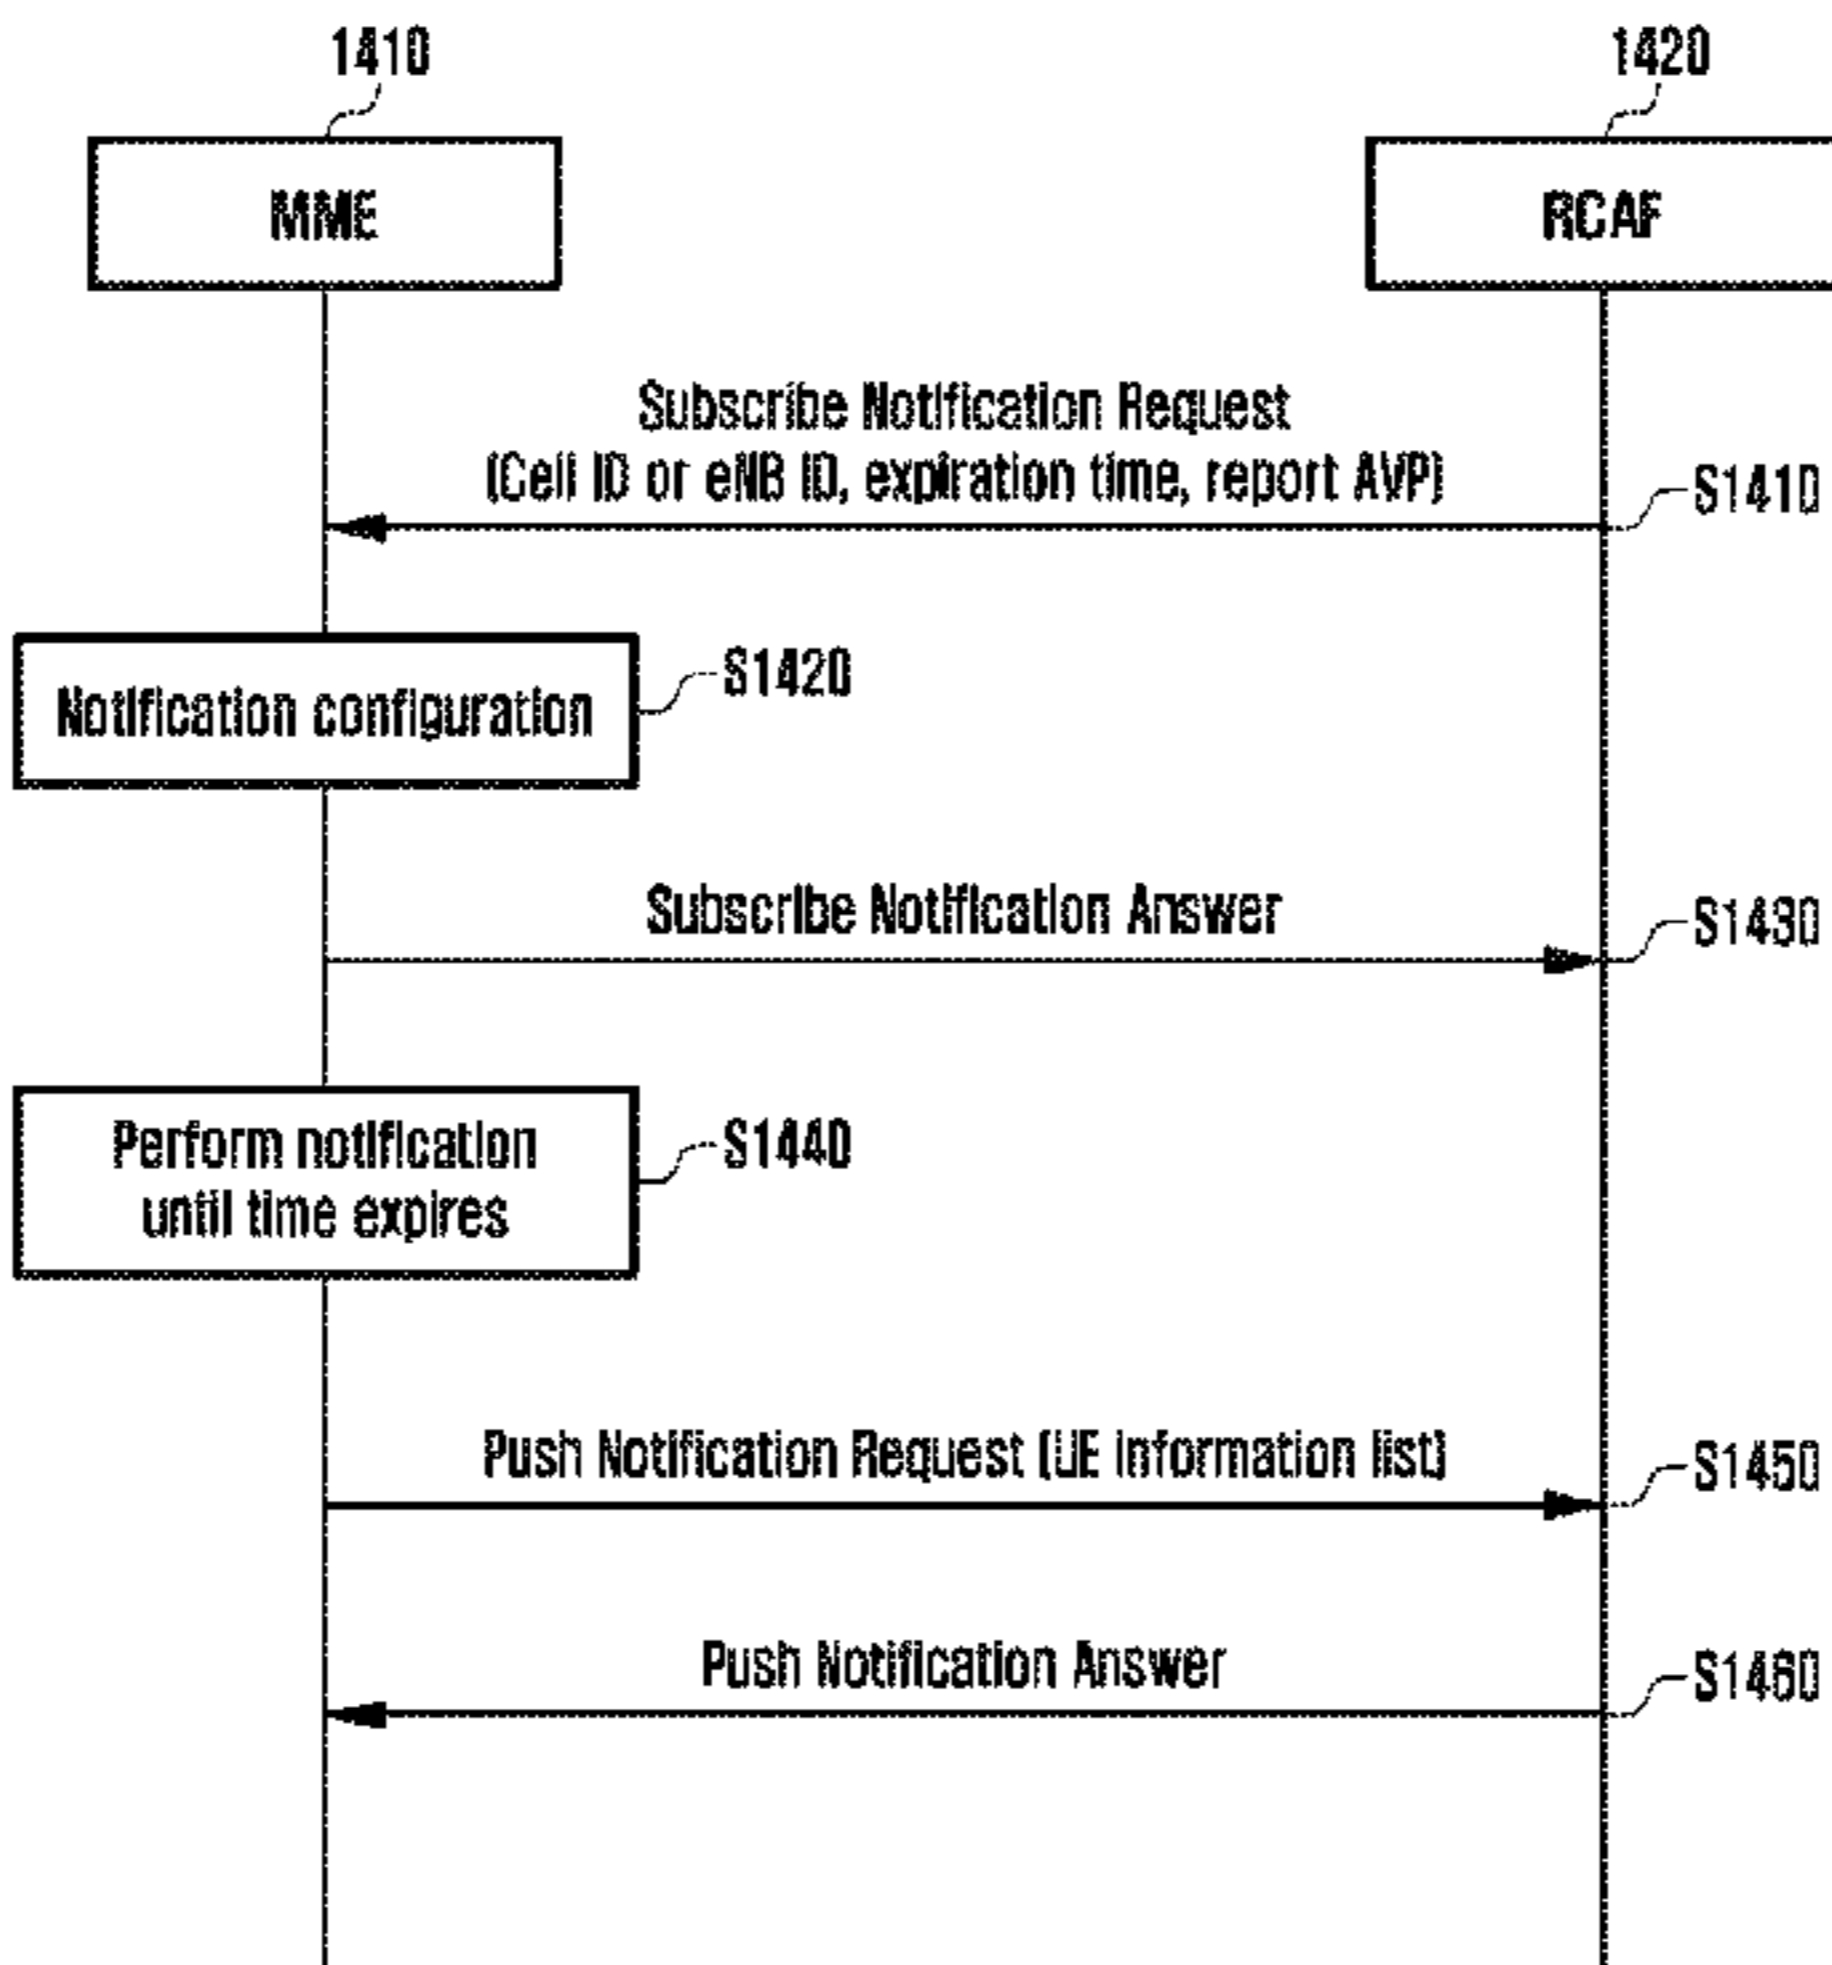 1410
1420
MME
RCAF
Subscribe Notification Request
(Cell ID or eNB ID, expiration time, report AVP)
S1410
Notification configuration
S1420
Subscribe Notification Answer
S1430
Perform notification
until time expires
S1440
Push Notification Request (UE information list)
S1450
Push Notification Answer
S1460